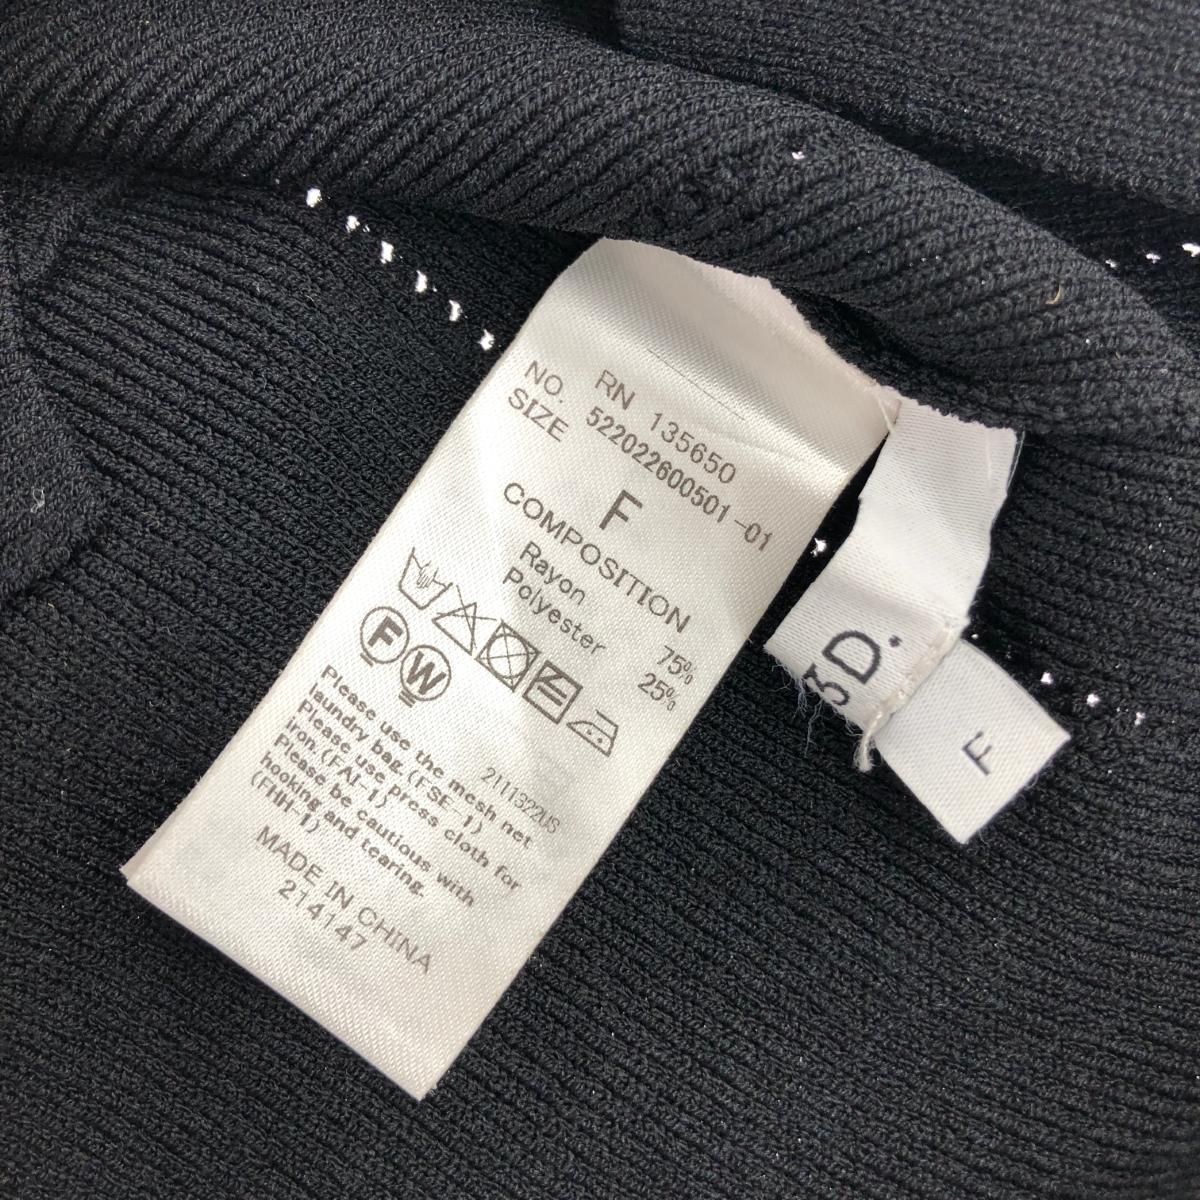 RN 135650
NO. 522022600501-01
SIZE
F
COMPOSITION
Rayon 75%
Polyester 25%
F W
2111322US
Please use the mesh net
laundry bag.(FSE-1)
Please use press cloth for
iron.(FAI-1)
Please be cautious with
hooking and tearing.
(FHH-1)
MADE IN CHINA
214147
D.
F